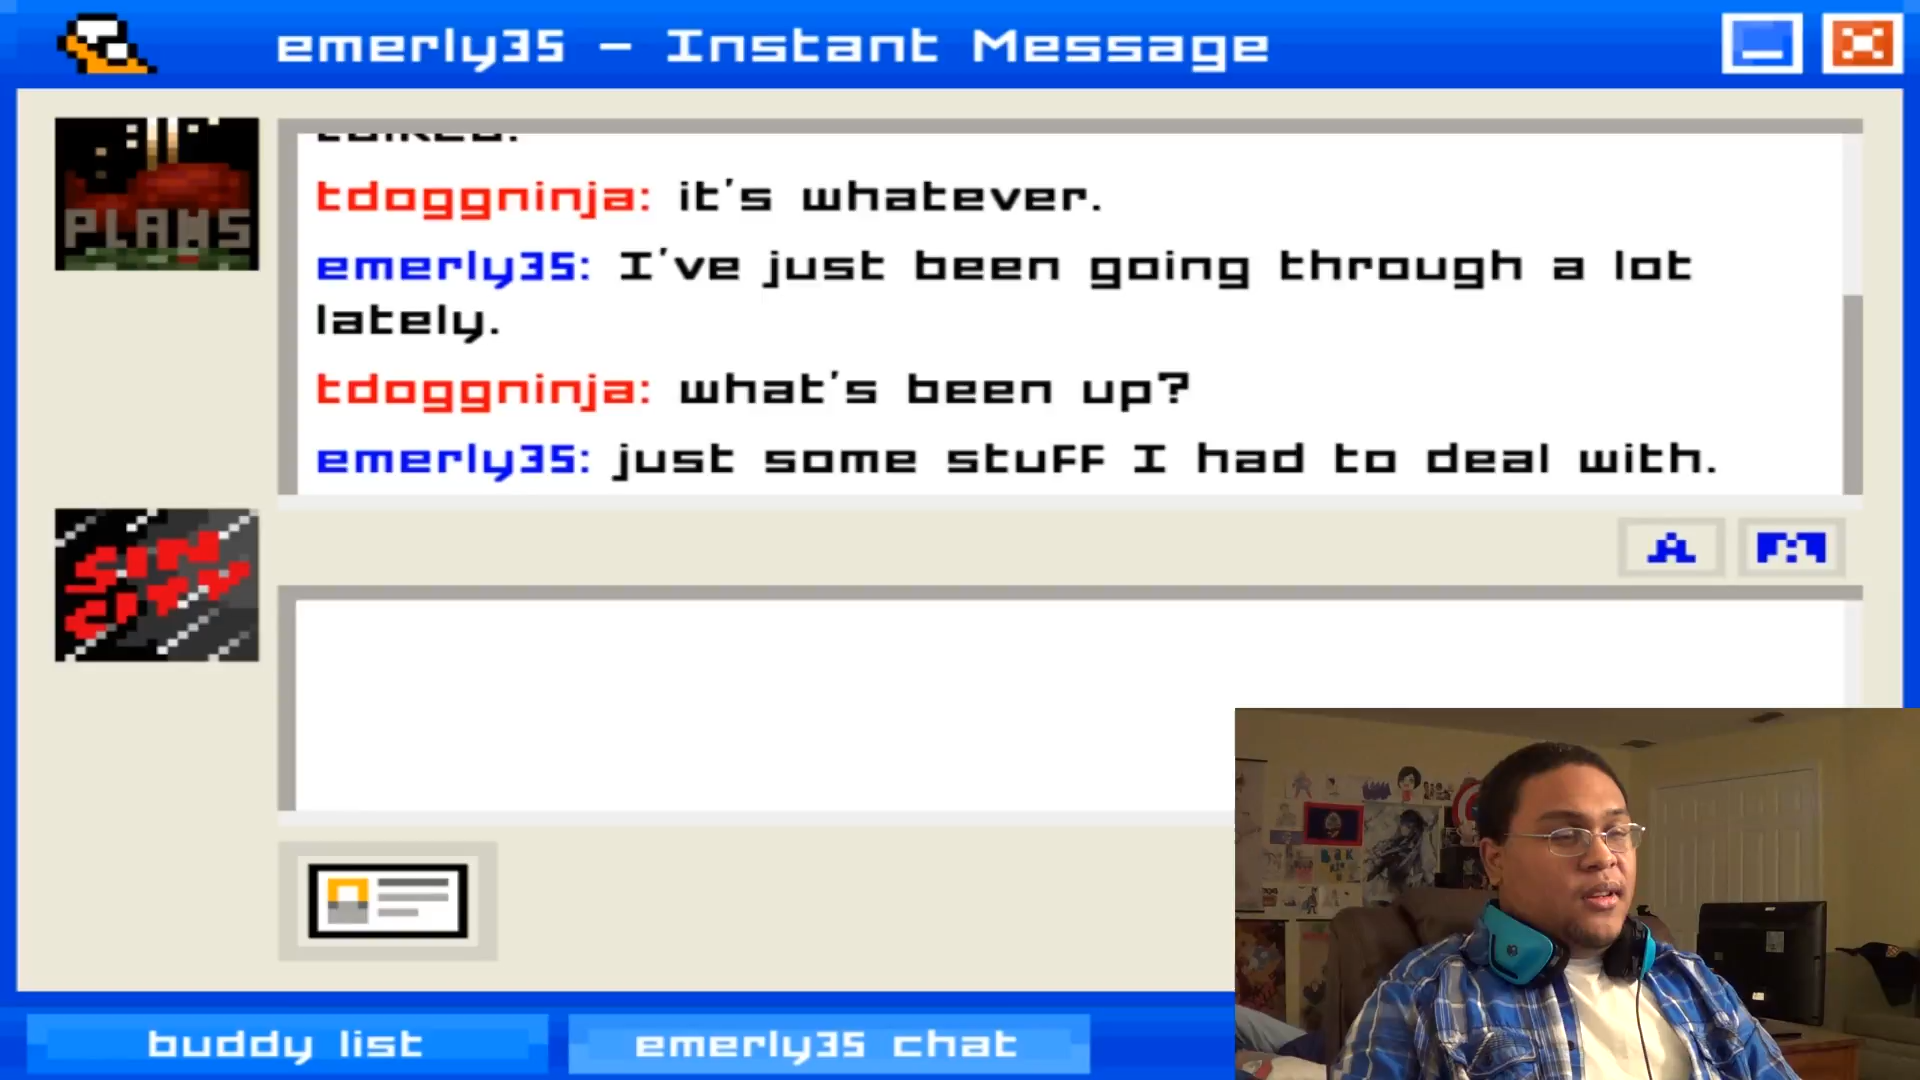 emerly35 - Instant Message
PLAWS
tdoggninja: it's whatever.
emerly35: I've just been going through a lot
lately.
tdoggninja: what's been up?
emerly35: just some stuff I had to deal with.
SIN
CITY
A
buddy list
emerly35 chat